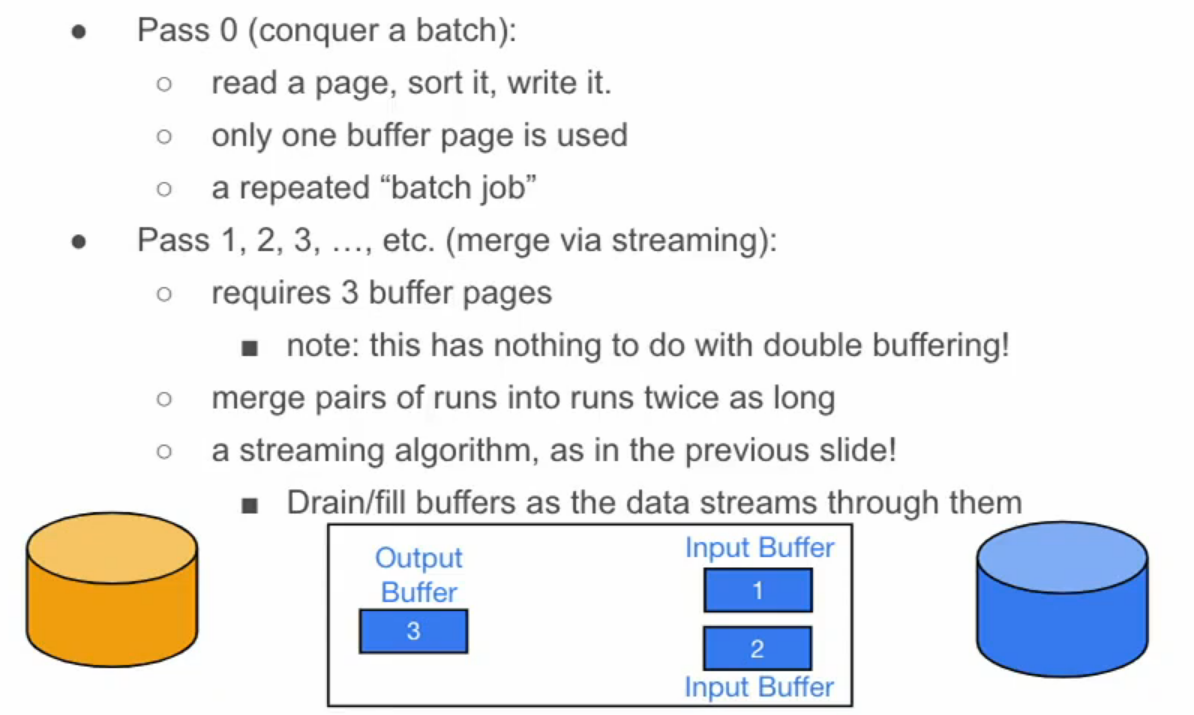 ● Pass 0 (conquer a batch):
○ read a page, sort it, write it.
○ only one buffer page is used
○ a repeated “batch job”
● Pass 1, 2, 3, …, etc. (merge via streaming):
○ requires 3 buffer pages
■ note: this has nothing to do with double buffering!
○ merge pairs of runs into runs twice as long
○ a streaming algorithm, as in the previous slide!
■ Drain/fill buffers as the data streams through them
Output
Buffer
3
Input Buffer
1
2
Input Buffer